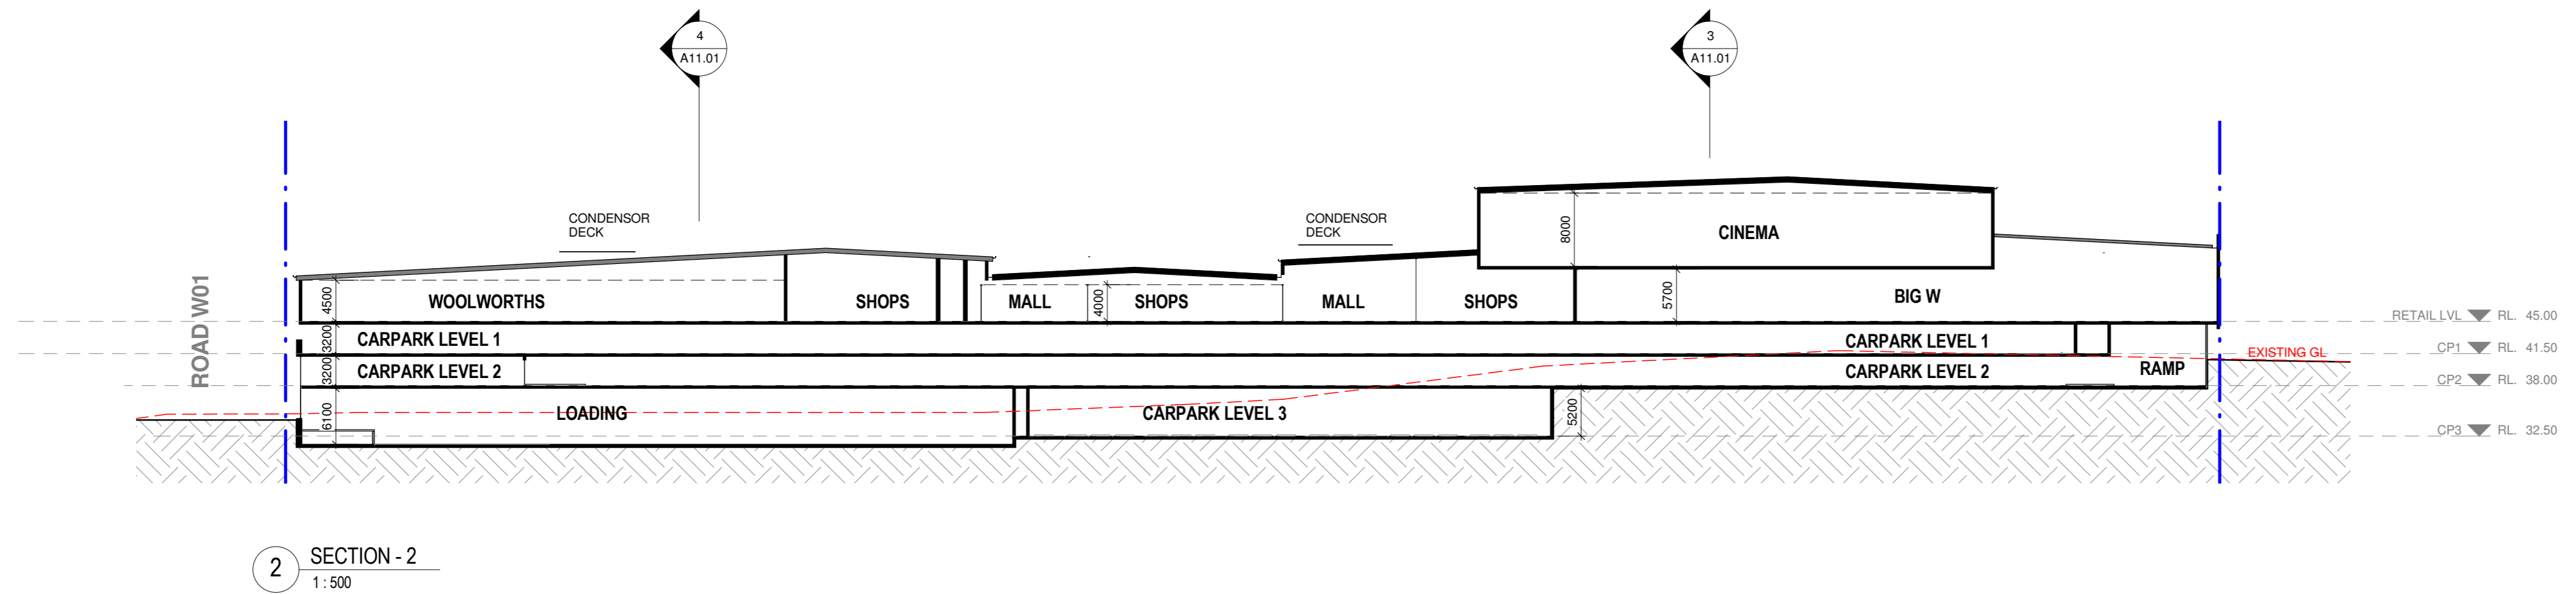 4
A11.01
3
A11.01
CONDENSOR
DECK
CONDENSOR
DECK
8000
CINEMA
ROAD W01
4500
WOOLWORTHS
SHOPS
MALL
4000
SHOPS
MALL
SHOPS
5700
BIG W
RETAIL LVL RL. 45.00
3200
CARPARK LEVEL 1
CARPARK LEVEL 1
CP1 RL. 41.50
EXISTING GL
3200
CARPARK LEVEL 2
CARPARK LEVEL 2
RAMP
CP2 RL. 38.00
6100
LOADING
CARPARK LEVEL 3
5200
CP3 RL. 32.50
2
SECTION - 2
1 : 500